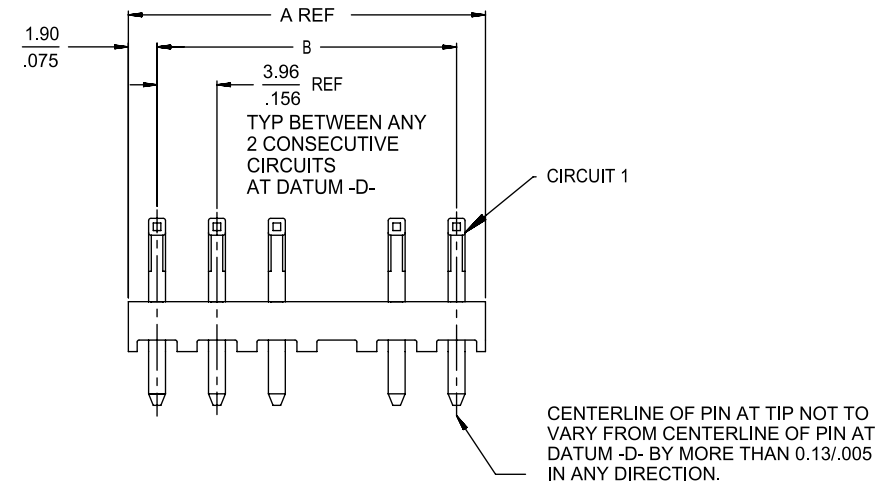 A REF
1.90
.075
B
3.96
.156
REF
TYP BETWEEN ANY
2 CONSECUTIVE
CIRCUITS
AT DATUM -D-
CIRCUIT 1
CENTERLINE OF PIN AT TIP NOT TO
VARY FROM CENTERLINE OF PIN AT
DATUM -D- BY MORE THAN 0.13/.005
IN ANY DIRECTION.